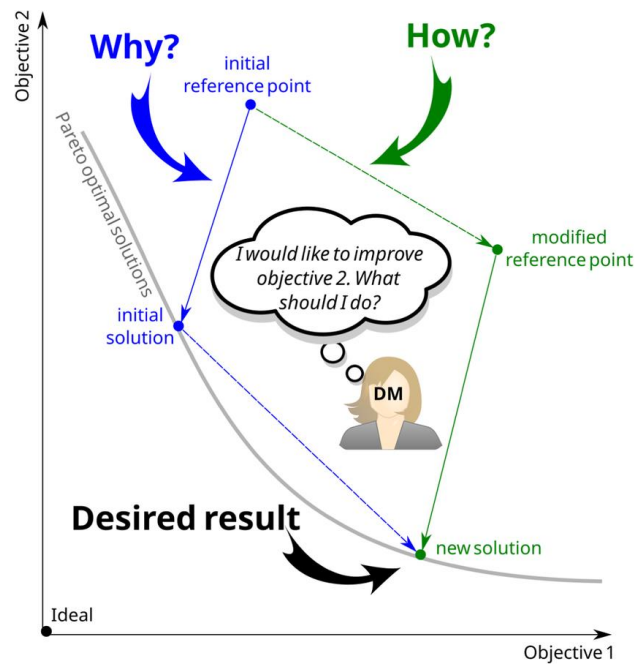 Objective 2
Why?
How?
initial
reference point
Pareto optimal solutions
I would like to improve
objective 2. What
should I do?
modified
reference point
initial
solution
DM
Desired result
new solution
Ideal
Objective 1